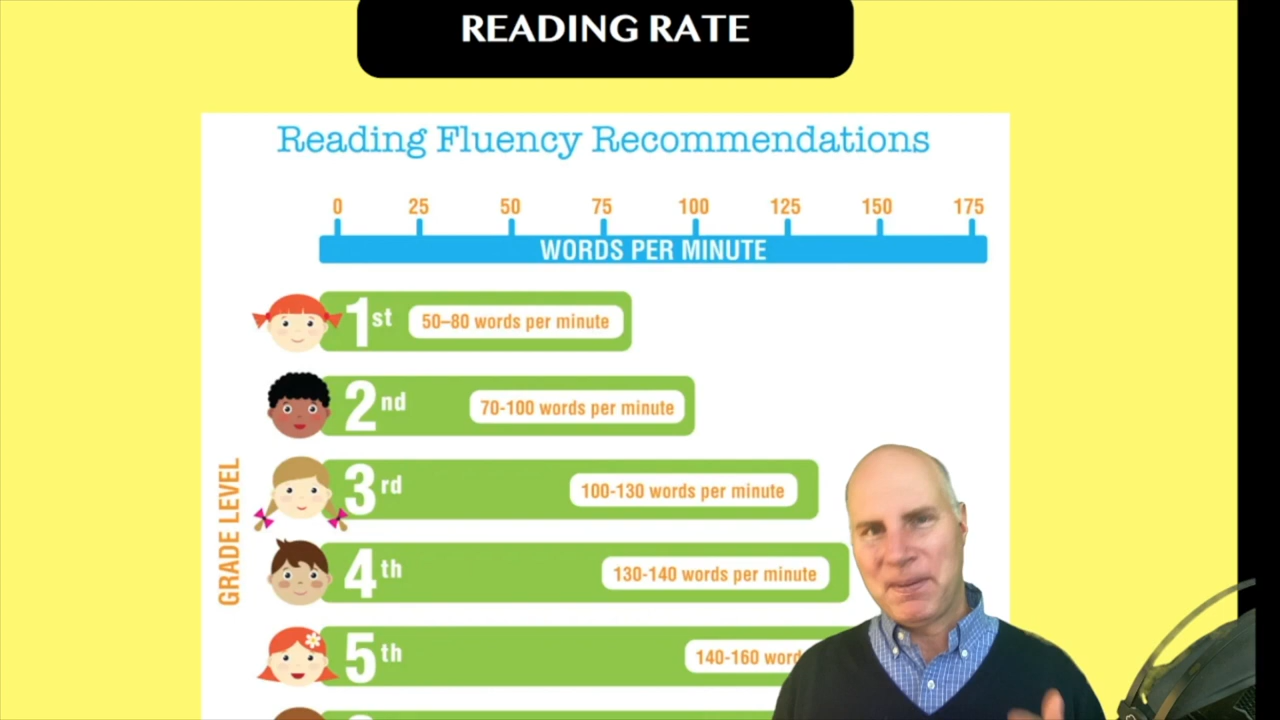 READING RATE
Reading Fluency Recommendations
0 25 50 75 100 125 150 175
WORDS PER MINUTE
1st 50–80 words per minute
2nd 70-100 words per minute
3rd 100-130 words per minute
GRADE LEVEL
4th 130-140 words per minute
5th 140-160